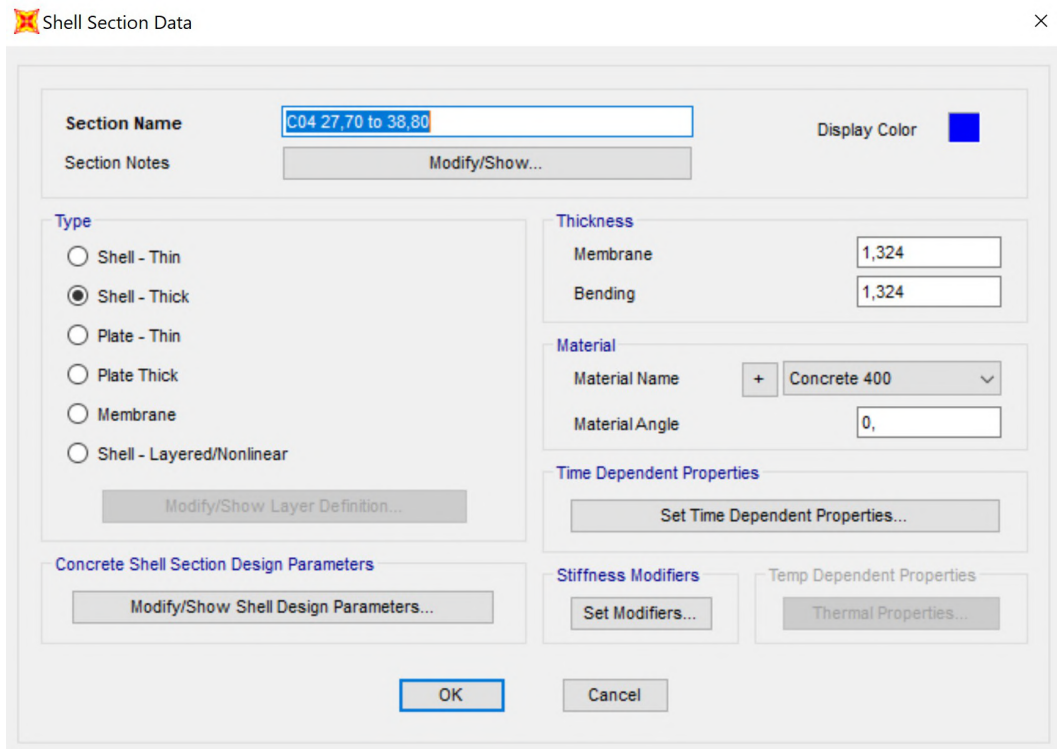 Shell Section Data
Section Name
C04 27,70 to 38,80
Display Color
Section Notes
Modify/Show...
Type
Shell - Thin
Shell - Thick
Plate - Thin
Plate Thick
Membrane
Shell - Layered/Nonlinear
Modify/Show Layer Definition...
Concrete Shell Section Design Parameters
Modify/Show Shell Design Parameters...
Thickness
Membrane
1,324
Bending
1,324
Material
Material Name
+
Concrete 400
Material Angle
0,
Time Dependent Properties
Set Time Dependent Properties...
Stiffness Modifiers
Set Modifiers...
Temp Dependent Properties
Thermal Properties...
OK
Cancel